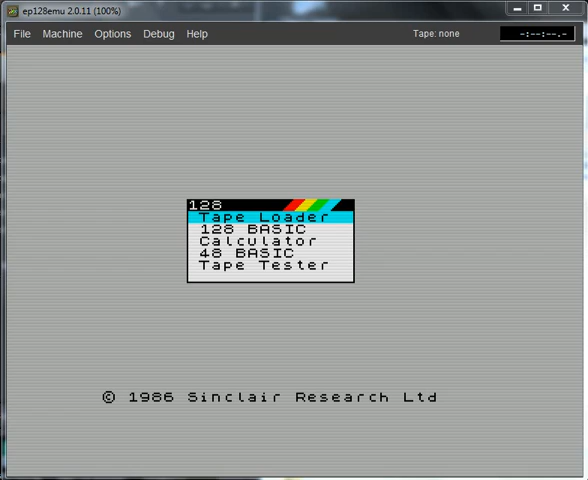 ep128emu 2.0.11 (100%)
File Machine Options Debug Help Tape: none -:--:--.-
128
Tape Loader
128 BASIC
Calculator
48 BASIC
Tape Tester
© 1986 Sinclair Research Ltd